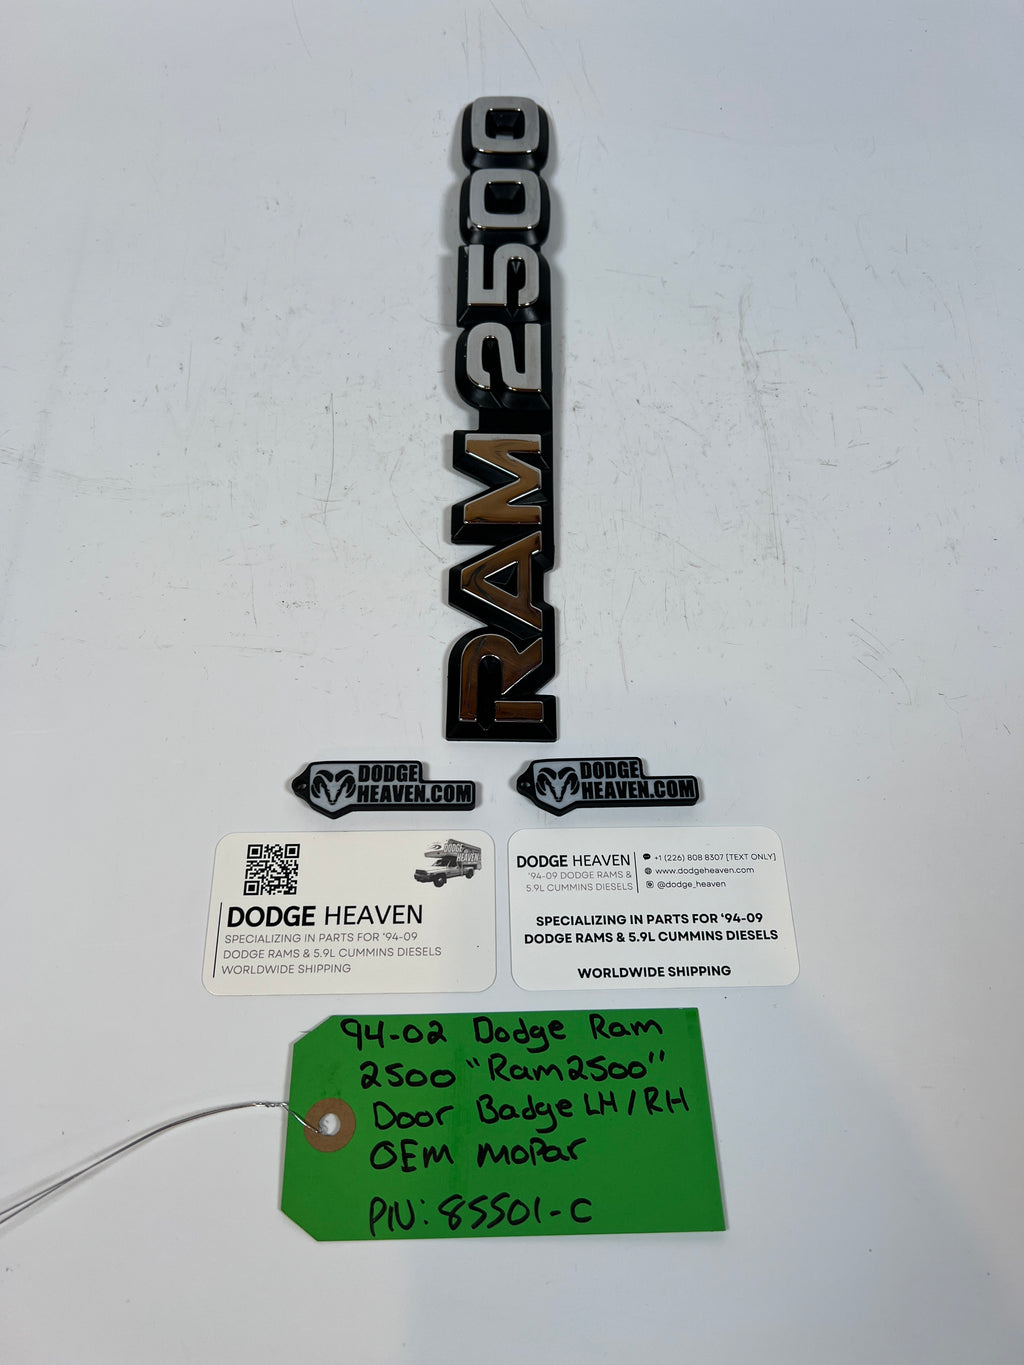 RAM 2500
DODGE
HEAVEN.COM
DODGE
HEAVEN.COM
DODGE
HEAVEN
DODGE HEAVEN
SPECIALIZING IN PARTS FOR '94-09
DODGE RAMS & 5.9L CUMMINS DIESELS
WORLDWIDE SHIPPING
DODGE HEAVEN
'94-09 DODGE RAMS &
5.9L CUMMINS DIESELS
+1 (226) 808 8307 [TEXT ONLY]
www.dodgeheaven.com
@dodge_heaven
SPECIALIZING IN PARTS FOR '94-09
DODGE RAMS & 5.9L CUMMINS DIESELS
WORLDWIDE SHIPPING
94-02 Dodge Ram
2500 "Ram2500"
Door Badge LH/RH
OEM Mopar
P/N: 85501-C